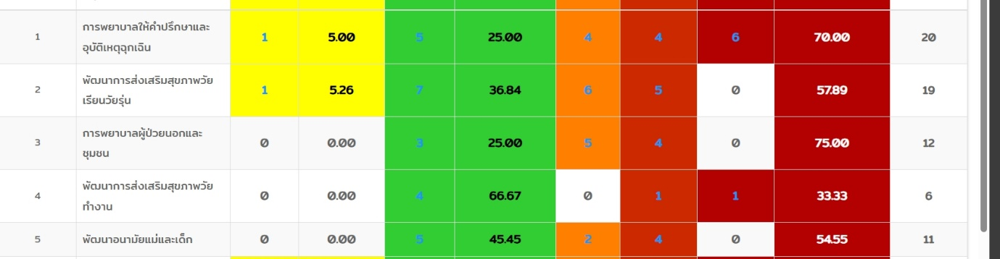 การพยาบาลให้คำปรึกษาและ
1 1 5.00 5 25.00 4 4 6 70.00 20
อุบัติเหตุฉุกเฉิน
พัฒนาการส่งเสริมสุขภาพวัย
2 1 5.26 7 36.84 6 5 0 57.89 19
เรียนวัยรุ่น
การพยาบาลผู้ป่วยนอกและ
3 0 0.00 3 25.00 5 4 0 75.00 12
ชุมชน
พัฒนาการส่งเสริมสุขภาพวัย
4 0 0.00 4 66.67 0 1 1 33.33 6
ทำงาน
5 พัฒนาอนามัยแม่และเด็ก 0 0.00 5 45.45 2 4 0 54.55 11